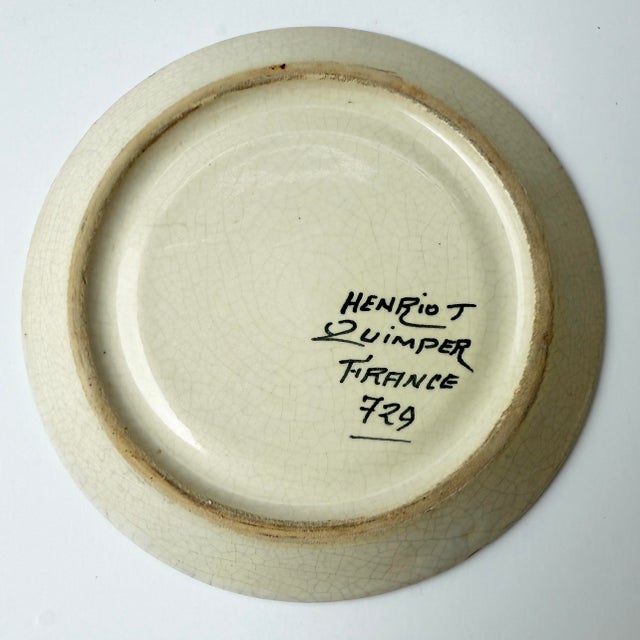 HENRIOT
QUIMPER
FRANCE
729